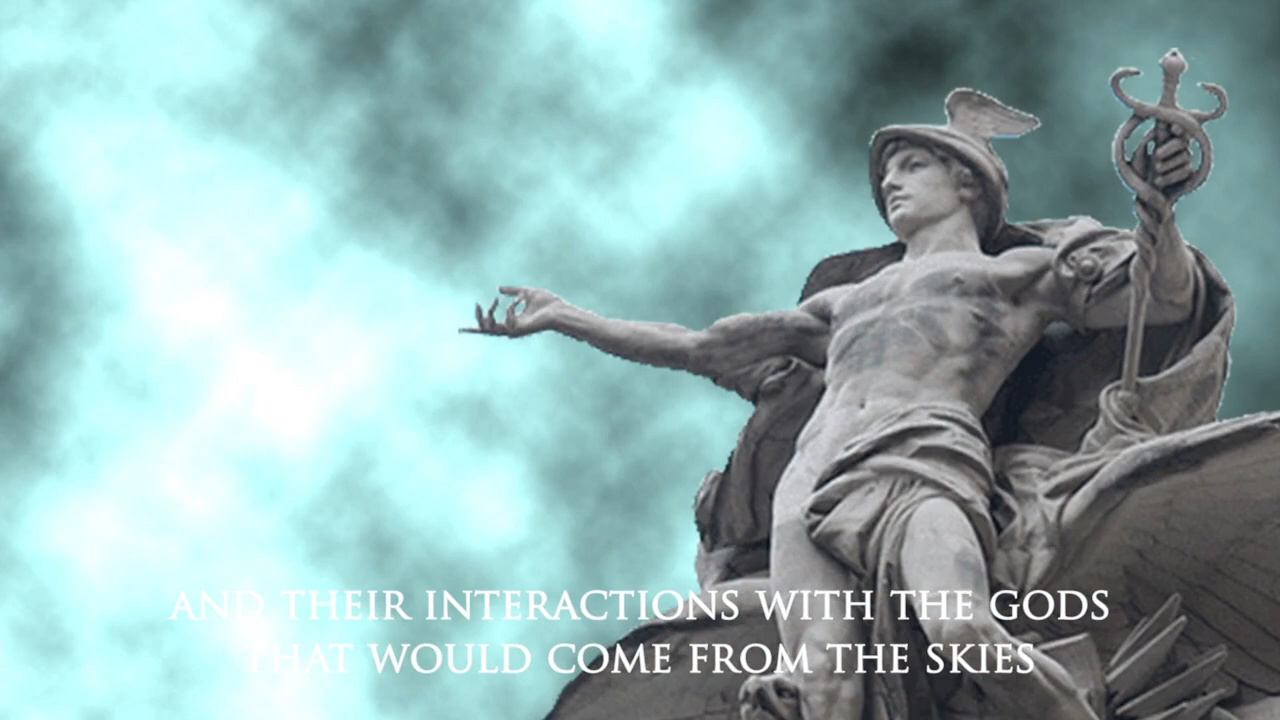 AND THEIR INTERACTIONS WITH THE GODS
THAT WOULD COME FROM THE SKIES